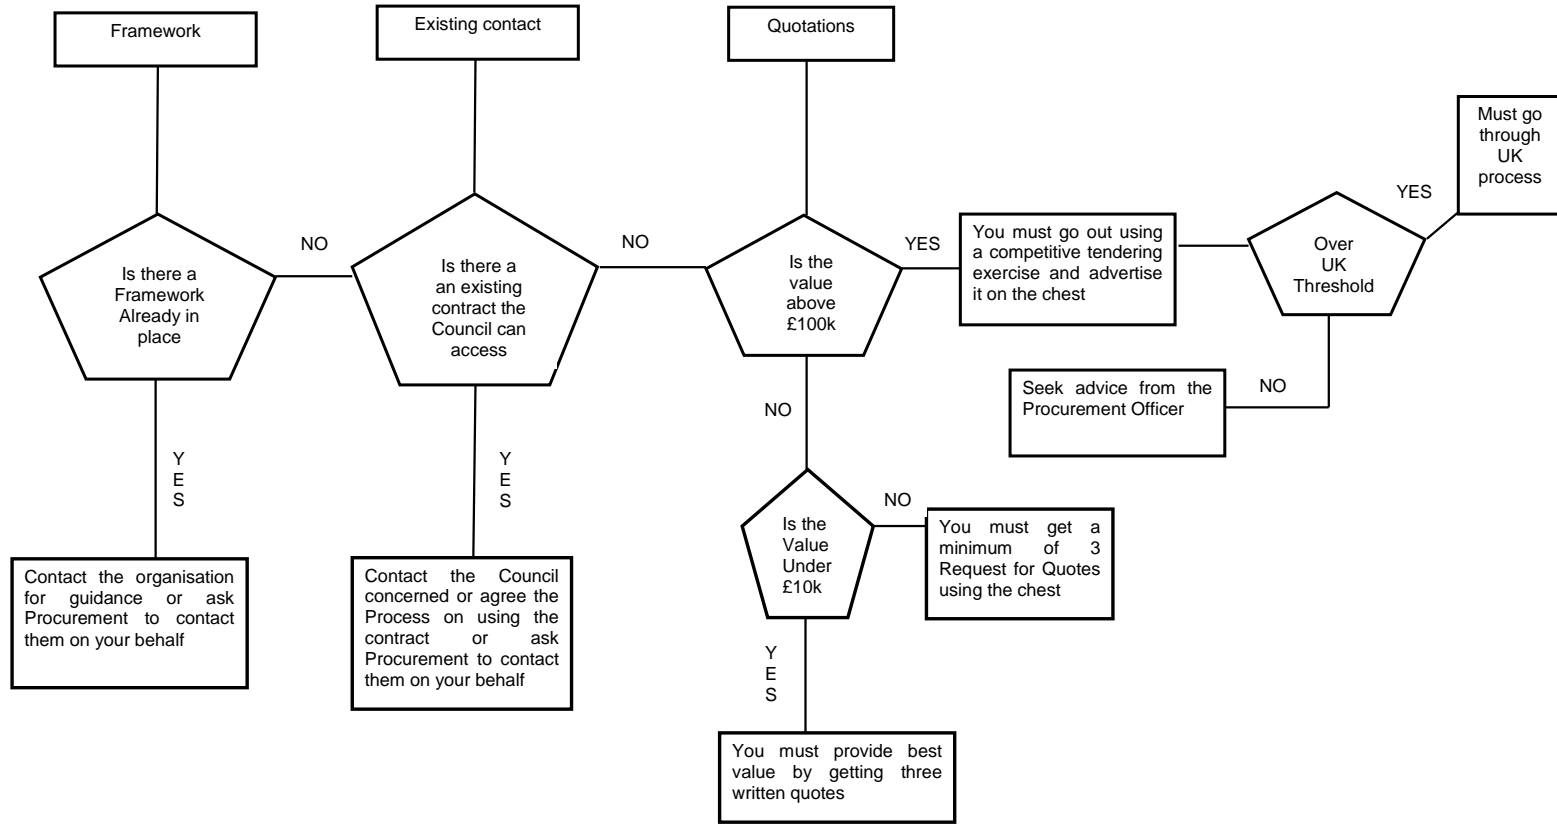 Framework
Existing contact
Quotations
Must go
through
UK
process
YES
Is there a
Framework
Already in
place
NO
Is there a
an existing
contract the
Council can
access
NO
Is the
value
above
£100k
YES
You must go out using
a competitive tendering
exercise and advertise
it on the chest
Over
UK
Threshold
NO
Seek advice from the
Procurement Officer
NO
Y
E
S
Y
E
S
Is the
Value
Under
£10k
NO
You must get a
minimum of 3
Request for Quotes
using the chest
Contact the organisation
for guidance or ask
Procurement to contact
them on your behalf
Contact the Council
concerned or agree the
Process on using the
contract or ask
Procurement to contact
them on your behalf
Y
E
S
You must provide best
value by getting three
written quotes